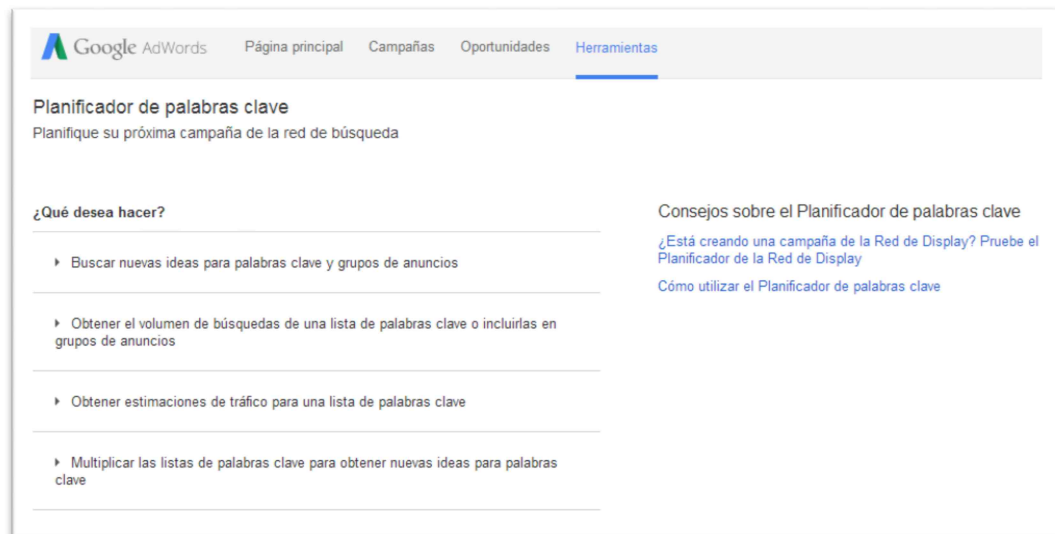 Google AdWords Página principal Campañas Oportunidades Herramientas
Planificador de palabras clave
Planifique su próxima campaña de la red de búsqueda
¿Qué desea hacer?
Buscar nuevas ideas para palabras clave y grupos de anuncios
Obtener el volumen de búsquedas de una lista de palabras clave o incluirlas en
grupos de anuncios
Obtener estimaciones de tráfico para una lista de palabras clave
Multiplicar las listas de palabras clave para obtener nuevas ideas para palabras
clave
Consejos sobre el Planificador de palabras clave
¿Está creando una campaña de la Red de Display? Pruebe el
Planificador de la Red de Display
Cómo utilizar el Planificador de palabras clave